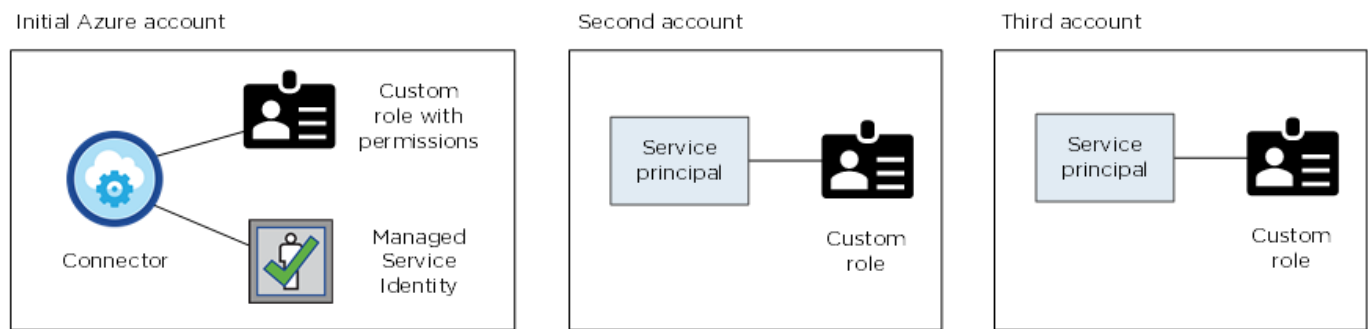 Initial Azure account
Second account
Third account
Custom
role with
permissions
Connector
Managed
Service
Identity
Service
principal
Custom
role
Service
principal
Custom
role